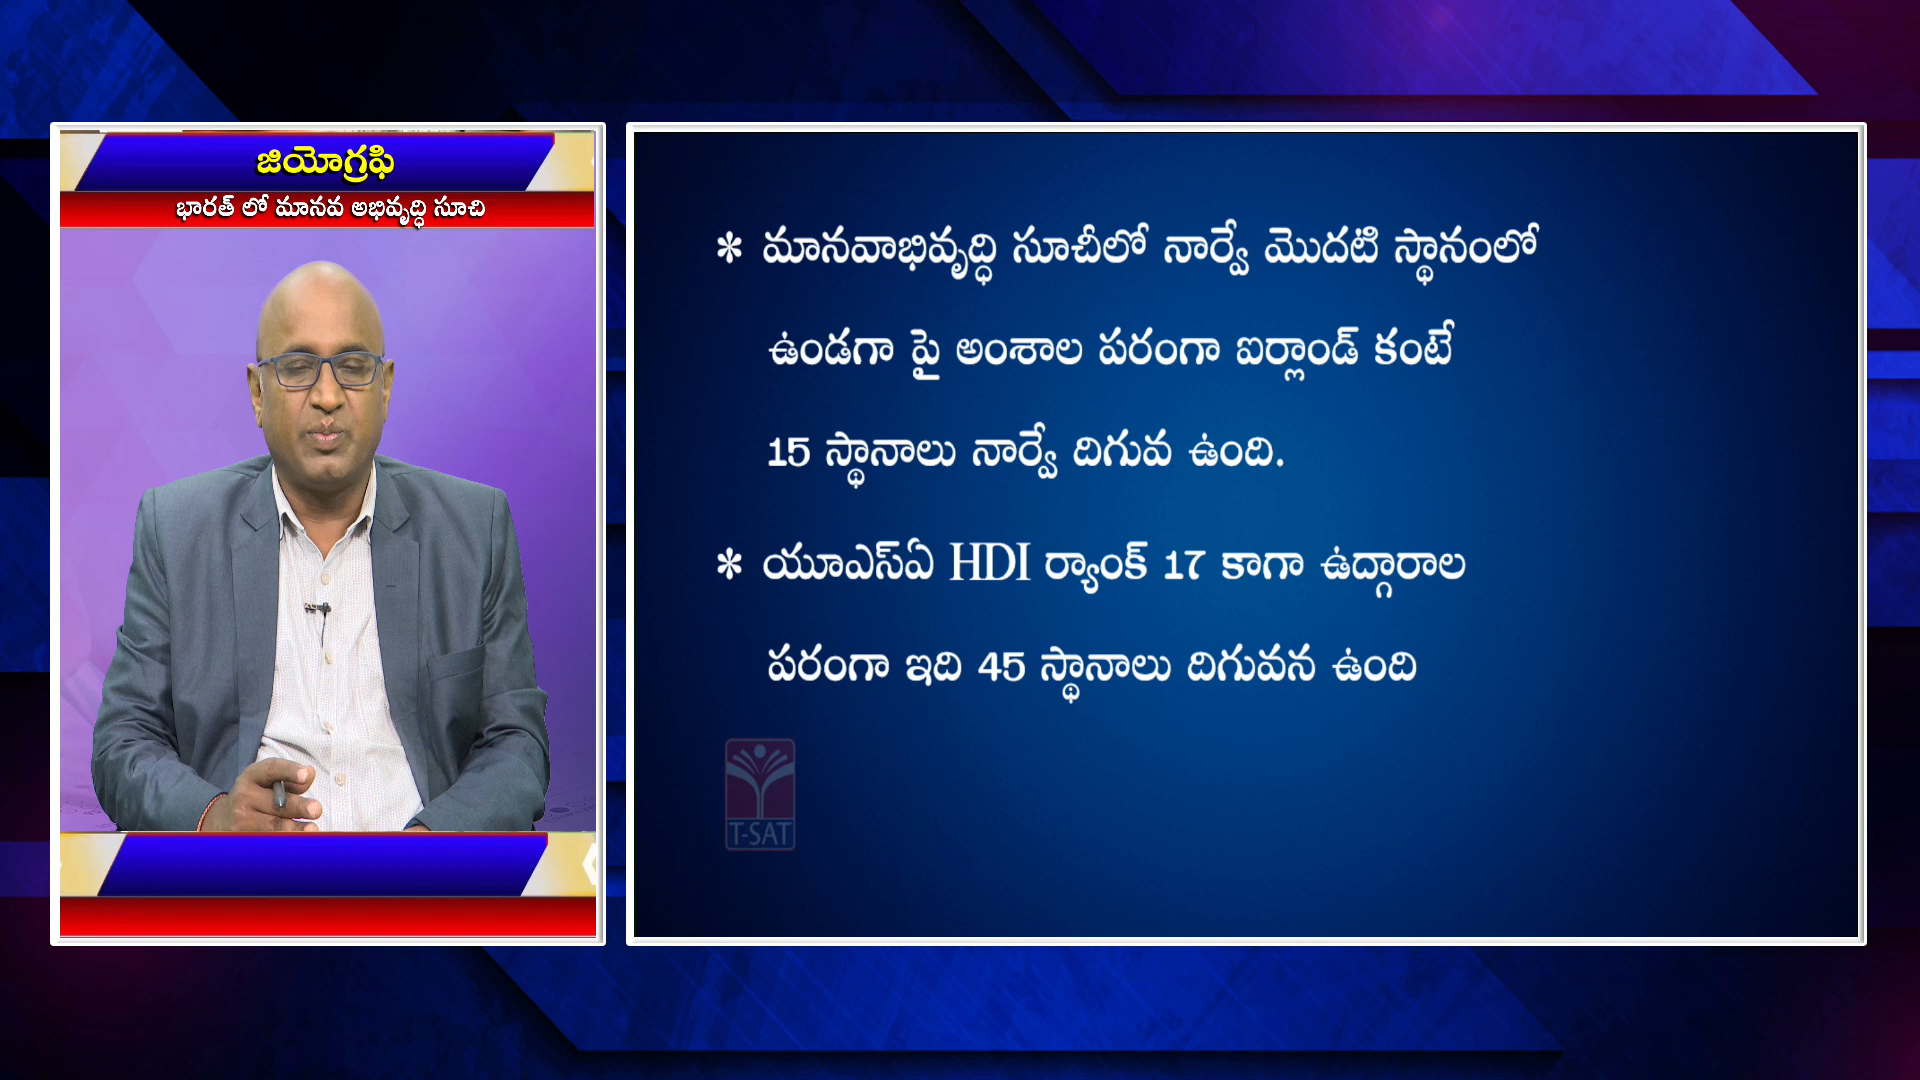 జియోగ్రఫి
భారత్ లో మానవ అభివృద్ధి సూచి
* మానవాభివృద్ధి సూచీలో నార్వే మొదటి స్థానంలో
ఉండగా పై అంశాల పరంగా ఐర్లాండ్ కంటే
15 స్థానాలు నార్వే దిగువ ఉంది.
* యూఎస్ఏ HDI ర్యాంక్ 17 కాగా ఉద్గారాల
పరంగా ఇది 45 స్థానాలు దిగువన ఉంది
T-SAT